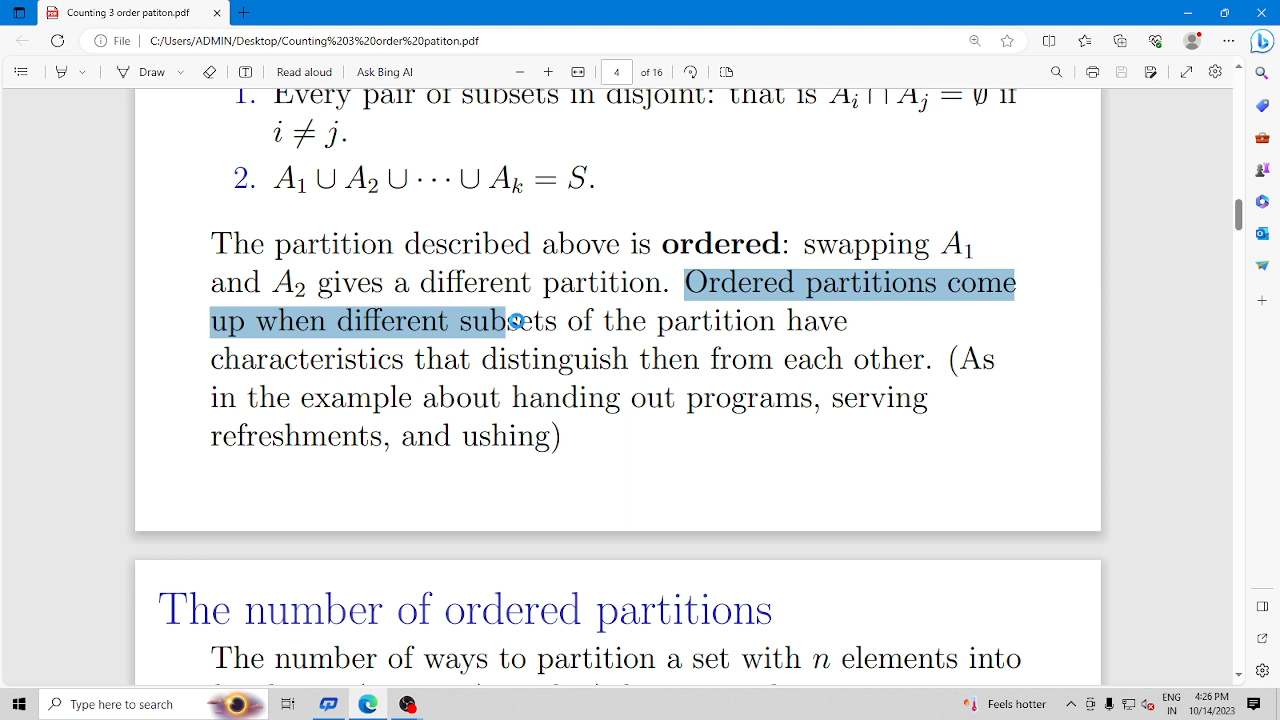 Counting 3 order patiton.pdf
File
C:/Users/ADMIN/Desktop/Counting%203%20order%20patiton.pdf
Draw
Read aloud
Ask Bing AI
4
of 16
1. Every pair of subsets in disjoint: that is A_i ∩ A_j = ∅ if
i ≠ j.
2. A_1 ∪ A_2 ∪ · · · ∪ A_k = S.
The partition described above is ordered: swapping A_1
and A_2 gives a different partition. Ordered partitions come
up when different subsets of the partition have
characteristics that distinguish then from each other. (As
in the example about handing out programs, serving
refreshments, and ushing)
The number of ordered partitions
The number of ways to partition a set with n elements into
Type here to search
Feels hotter
ENG
IN
4:26 PM
10/14/2023